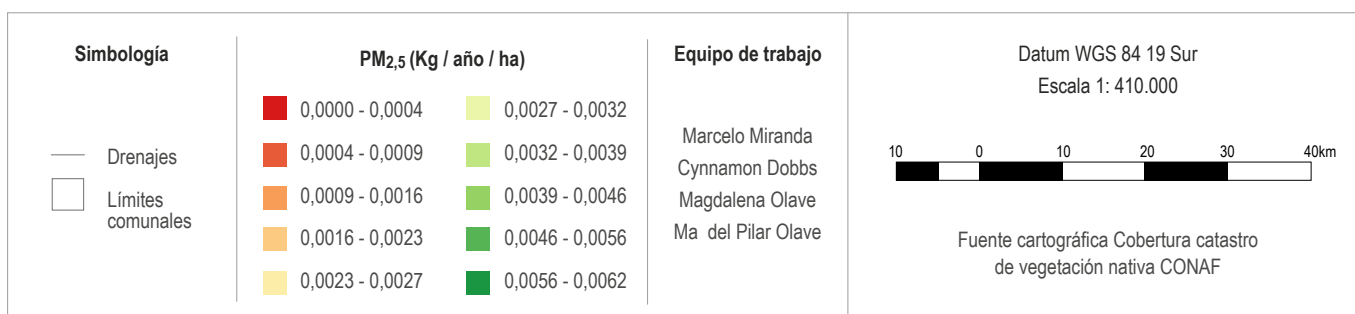 Simbología
Drenajes
Límites
comunales
PM2,5 (Kg / año / ha)
0,0000 - 0,0004
0,0004 - 0,0009
0,0009 - 0,0016
0,0016 - 0,0023
0,0023 - 0,0027
0,0027 - 0,0032
0,0032 - 0,0039
0,0039 - 0,0046
0,0046 - 0,0056
0,0056 - 0,0062
Equipo de trabajo
Marcelo Miranda
Cynnamon Dobbs
Magdalena Olave
Ma del Pilar Olave
Datum WGS 84 19 Sur
Escala 1: 410.000
10 0 10 20 30 40km
Fuente cartográfica Cobertura catastro
de vegetación nativa CONAF